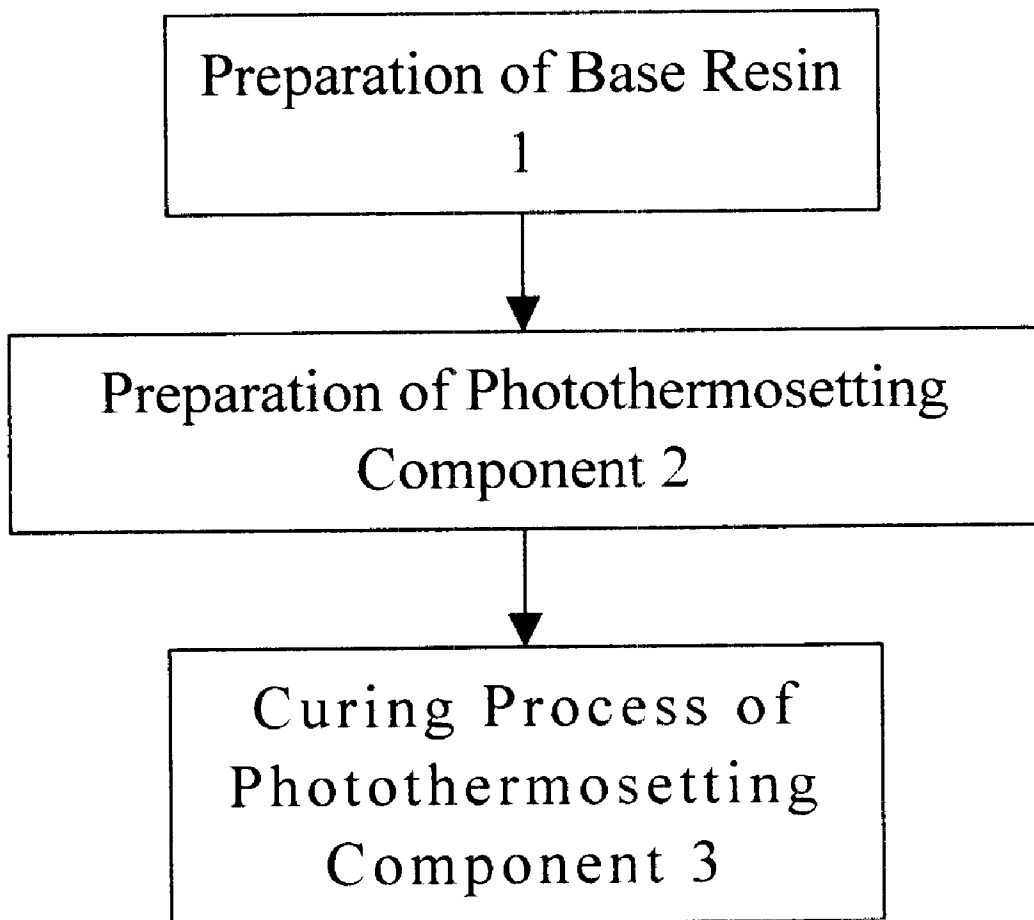 Preparation of Base Resin
1
Preparation of Photothermosetting
Component 2
Curing Process of
Photothermosetting
Component 3